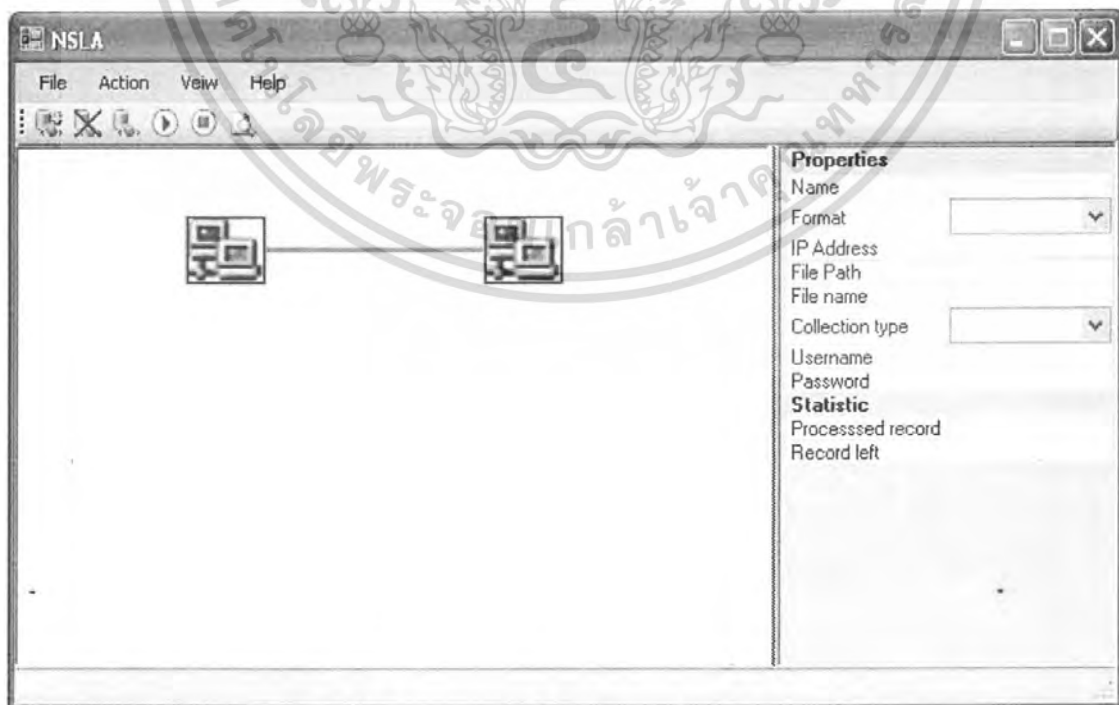 NSLA
File Action Veiw Help
Properties
Name
Format
IP Address
File Path
File name
Collection type
Username
Password
Statistic
Processsed record
Record left